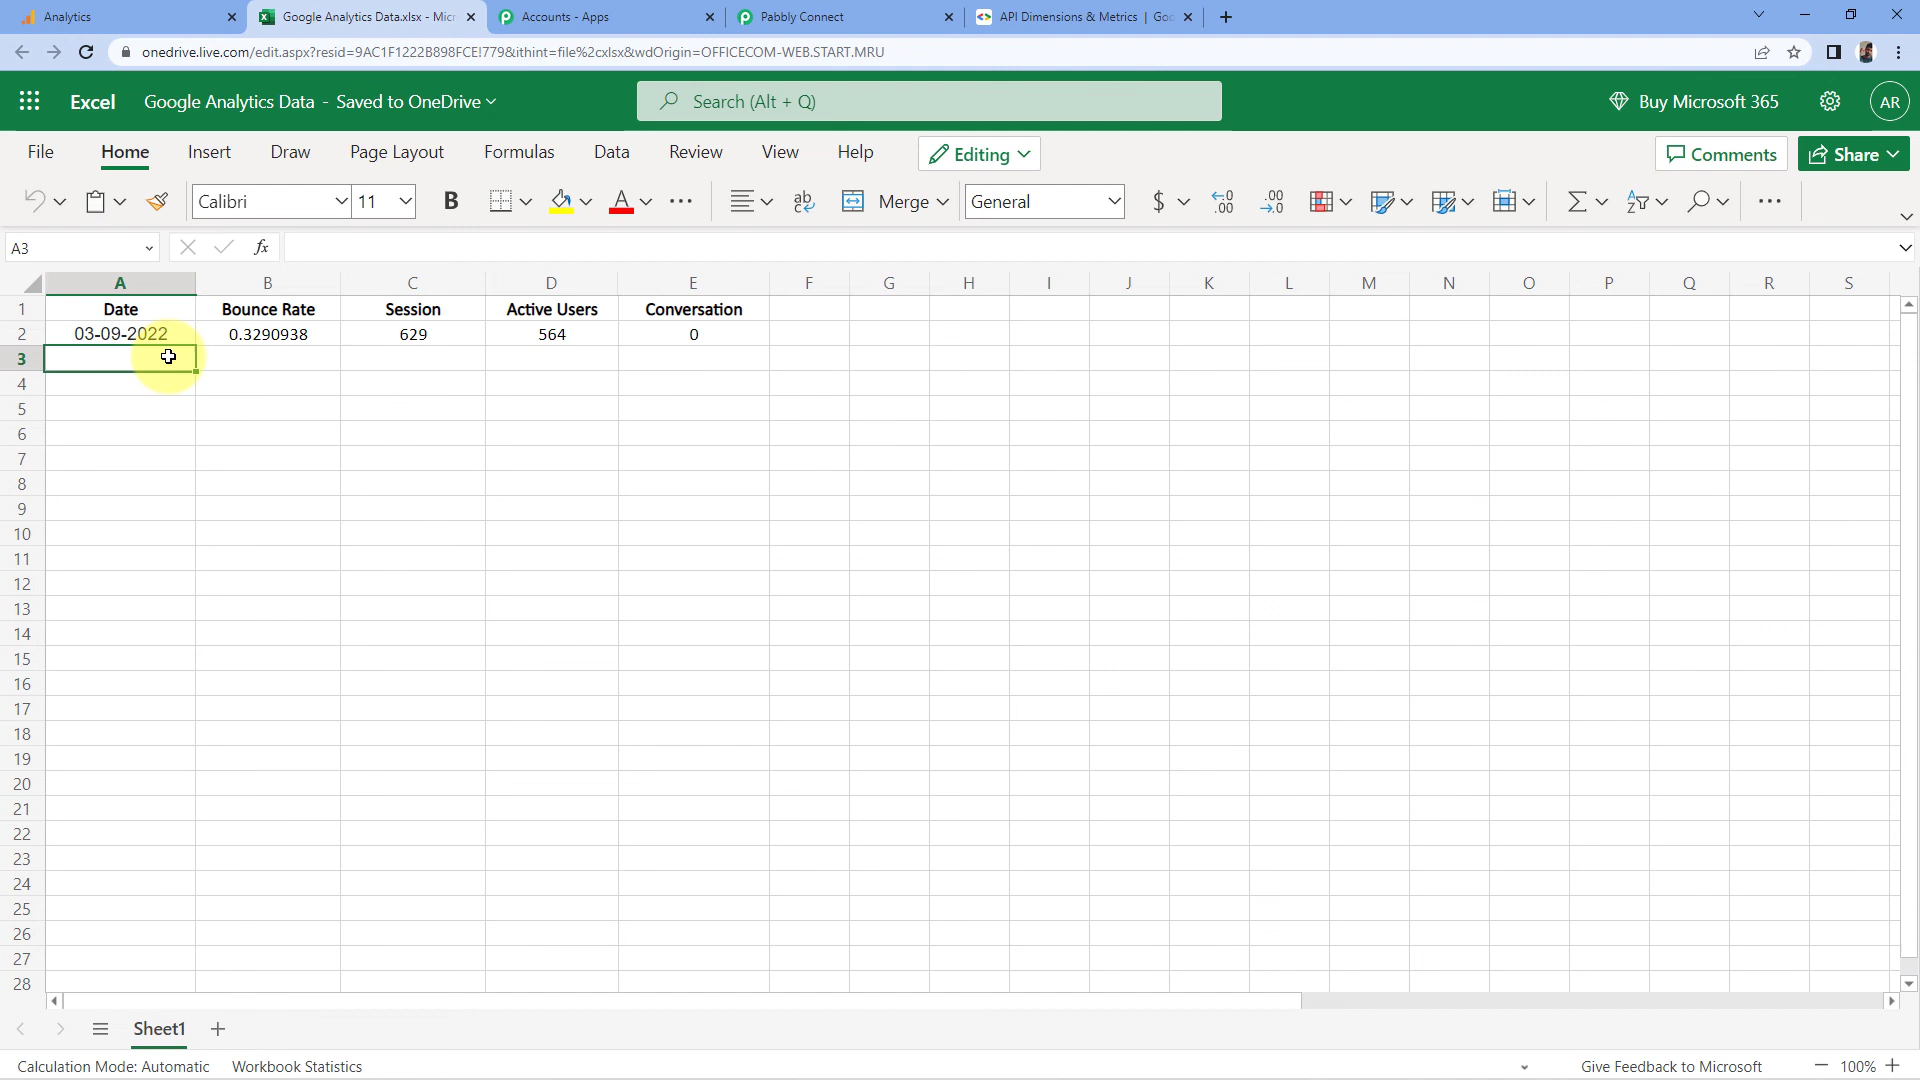 Analytics
Google Analytics Data.xlsx - Micr
Accounts - Apps
Pabbly Connect
API Dimensions & Metrics | Goo
onedrive.live.com/edit.aspx?resid=9AC1F1222B898FCE!779&ithint=file%2cxlsx&wdOrigin=OFFICECOM-WEB.START.MRU
Excel
Google Analytics Data - Saved to OneDrive
Search (Alt + Q)
Buy Microsoft 365
AR
File Home Insert Draw Page Layout Formulas Data Review View Help Editing Comments Share
Calibri 11 B A ab Merge General $ .00 .00
A3 fx
A B C D E F G H I J K L M N O P Q R S
1 Date Bounce Rate Session Active Users Conversation
2 03-09-2022 0.3290938 629 564 0
3
4
5
6
7
8
9
10
11
12
13
14
15
16
17
18
19
20
21
22
23
24
25
26
27
28
Sheet1
Calculation Mode: Automatic Workbook Statistics Give Feedback to Microsoft 100%